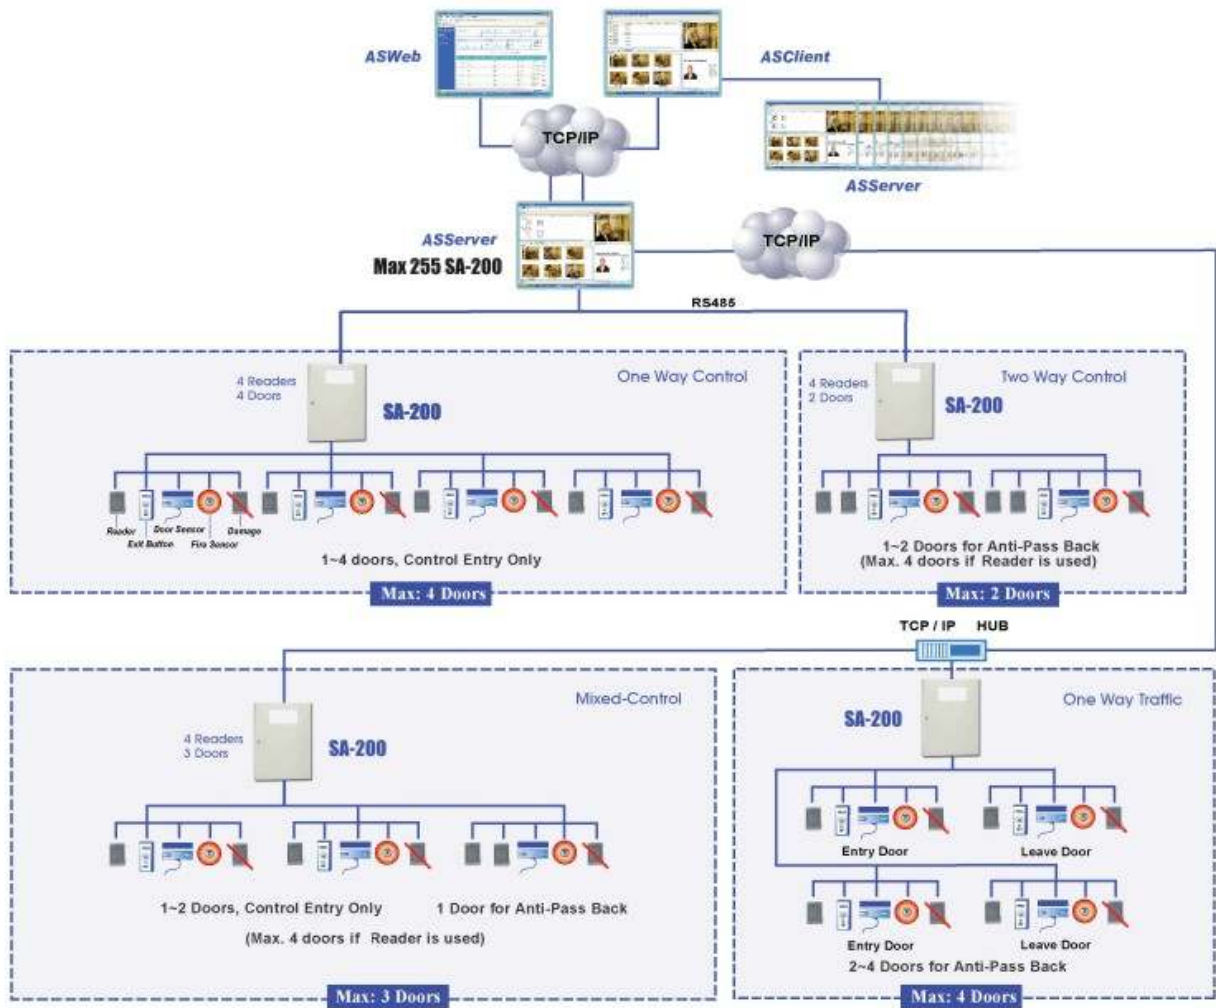 ASWeb
ASClient
TCP/IP
ASServer
ASServer
Max 255 SA-200
TCP/IP
RS485
One Way Control
4 Readers
4 Doors
SA-200
Reader
Exit Button
Door Sensor
Fire Sensor
Damage
1~4 doors, Control Entry Only
Max: 4 Doors
Two Way Control
4 Readers
2 Doors
SA-200
1~2 Doors for Anti-Pass Back
(Max. 4 doors if Reader is used)
Max: 2 Doors
TCP / IP HUB
Mixed-Control
4 Readers
3 Doors
SA-200
1~2 Doors, Control Entry Only
1 Door for Anti-Pass Back
(Max. 4 doors if Reader is used)
Max: 3 Doors
One Way Traffic
SA-200
Entry Door
Leave Door
Entry Door
Leave Door
2~4 Doors for Anti-Pass Back
Max: 4 Doors